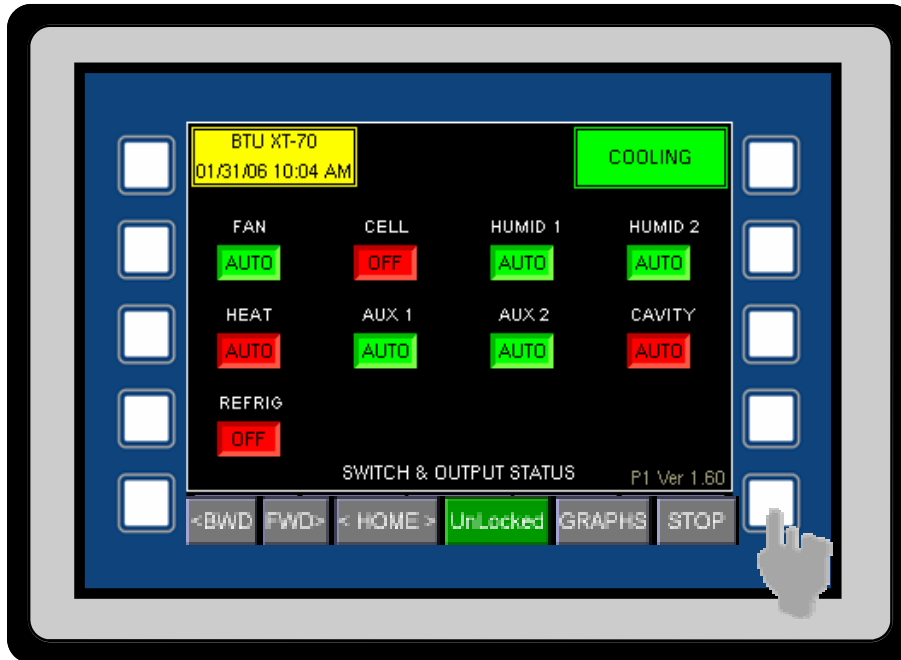 BTU XT-70
01/31/06 10:04 AM
COOLING
FAN CELL HUMID 1 HUMID 2
AUTO OFF AUTO AUTO
HEAT AUX 1 AUX 2 CAVITY
AUTO AUTO AUTO AUTO
REFRIG
OFF
SWITCH & OUTPUT STATUS P1 Ver 1.60
<BWD FWD> < HOME > UnLocked GRAPHS STOP